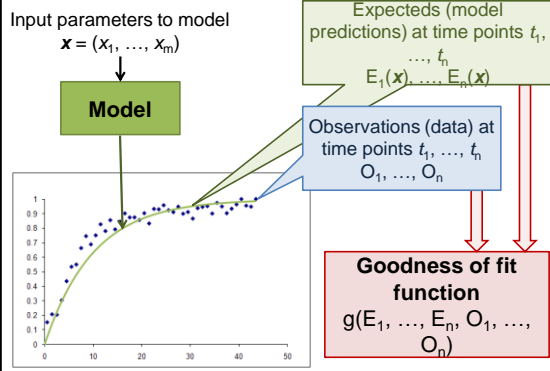 Input parameters to model
x = (x1, …, xm)
Model
Expecteds (model
predictions) at time points t1,
…, tn
E1(x), …, En(x)
Observations (data) at
time points t1, …, tn
O1, …, On
Goodness of fit
function
g(E1, …, En, O1, …,
On)
1
0.9
0.8
0.7
0.6
0.5
0.4
0.3
0.2
0.1
0
0 10 20 30 40 50